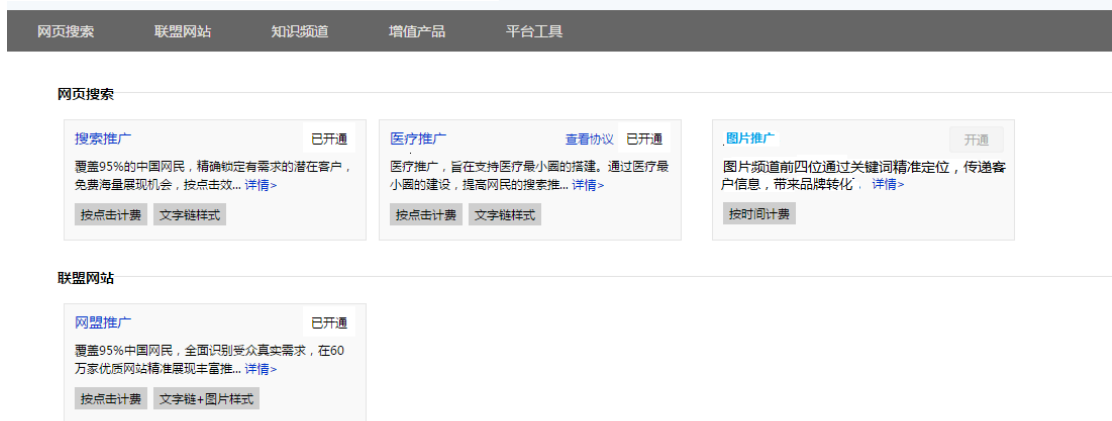 网页搜索 联盟网站 知识频道 增值产品 平台工具
网页搜索
搜索推广 已开通
覆盖95%的中国网民，精确锁定有需求的潜在客户，
免费海量展现机会，按点击效... 详情>
按点击计费 文字链样式
医疗推广 查看协议 已开通
医疗推广，旨在支持医疗最小圈的搭建。通过医疗最
小圈的建设，提高网民的搜索推... 详情>
按点击计费 文字链样式
图片推广 开通
图片频道前四位通过关键词精准定位，传递客
户信息，带来品牌转化 详情>
按时间计费
联盟网站
网盟推广 已开通
覆盖95%中国网民，全面识别受众真实需求，在60
万家优质网站精准展现丰富推... 详情>
按点击计费 文字链+图片样式